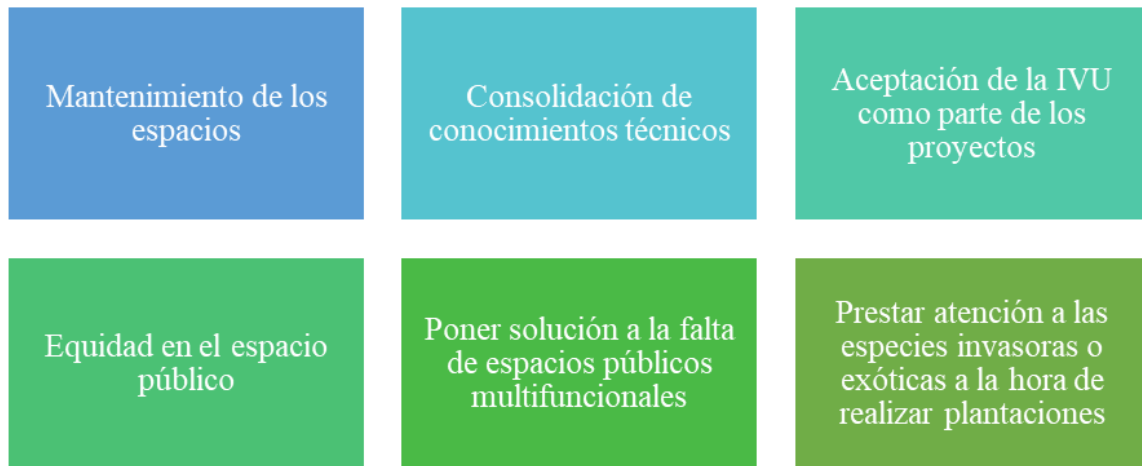 Mantenimiento de los
espacios
Consolidación de
conocimientos técnicos
Aceptación de la IVU
como parte de los
proyectos
Equidad en el espacio
público
Poner solución a la falta
de espacios públicos
multifuncionales
Prestar atención a las
especies invasoras o
exóticas a la hora de
realizar plantaciones